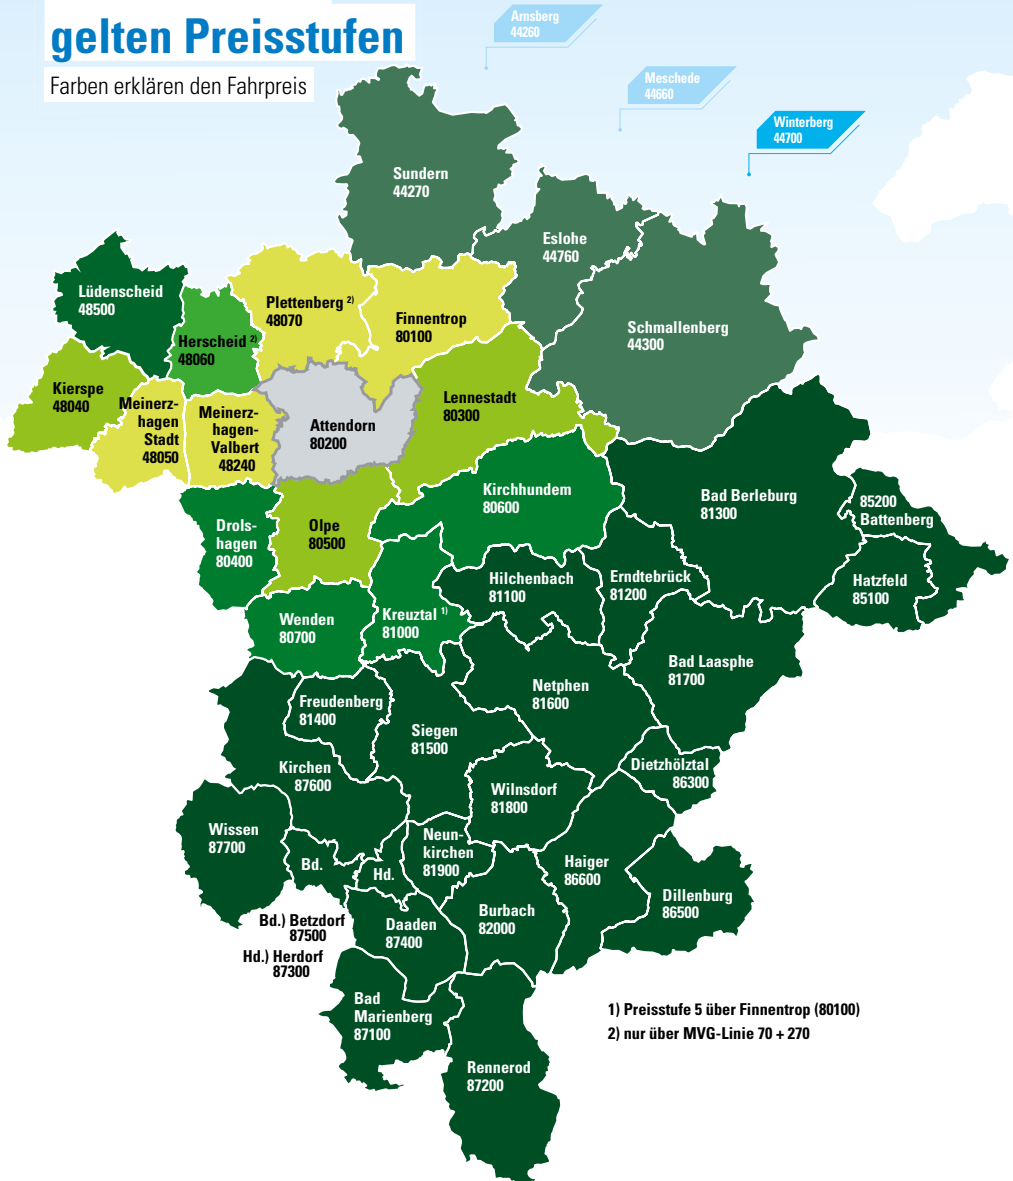 gelten Preisstufen
Farben erklären den Fahrpreis
Arnsberg
44260
Meschede
44660
Winterberg
44700
Sundern
44270
Eslohe
44760
Schmallenberg
44300
Lüdenscheid
48500
Herscheid 2)
48060
Plettenberg 2)
48070
Finnentrop
80100
Kierspe
48040
Meinerz-
hagen
Stadt
48050
Meinerz-
hagen-
Valbert
48240
Attendorn
80200
Lennestadt
80300
Kirchhundem
80600
Bad Berleburg
81300
85200
Battenberg
Hatzfeld
85100
Drols-
hagen
80400
Olpe
80500
Hilchenbach
81100
Erndtebrück
81200
Wenden
80700
Kreuztal 1)
81000
Bad Laasphe
81700
Netphen
81600
Freudenberg
81400
Siegen
81500
Dietzhölztal
86300
Kirchen
87600
Wilnsdorf
81800
Wissen
87700
Neun-
kirchen
81900
Bd.
Hd.
Haiger
86600
Dillenburg
86500
Burbach
82000
Daaden
87400
Bd.) Betzdorf
87500
Hd.) Herdorf
87300
Bad
Marienberg
87100
Rennerod
87200
1) Preisstufe 5 über Finnentrop (80100)
2) nur über MVG-Linie 70 + 270